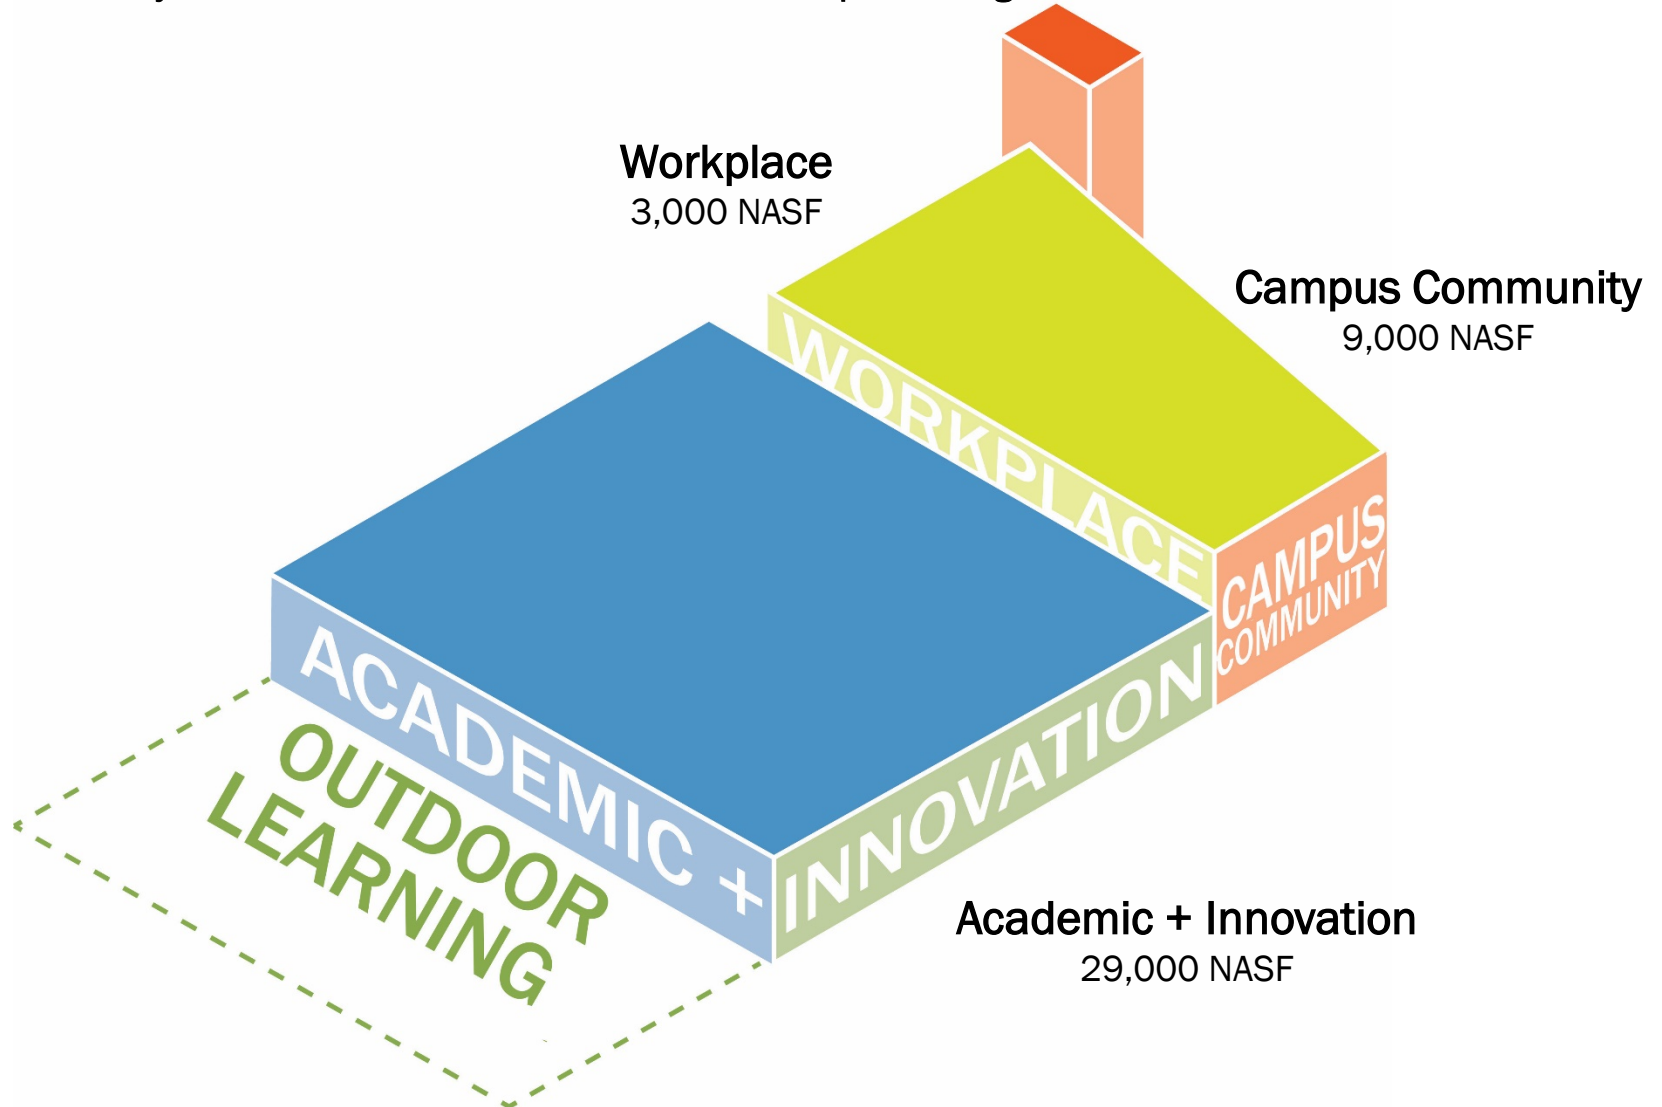 Workplace
3,000 NASF
Campus Community
9,000 NASF
WORKPLACE
CAMPUS
COMMUNITY
ACADEMIC +
INNOVATION
OUTDOOR
LEARNING
Academic + Innovation
29,000 NASF